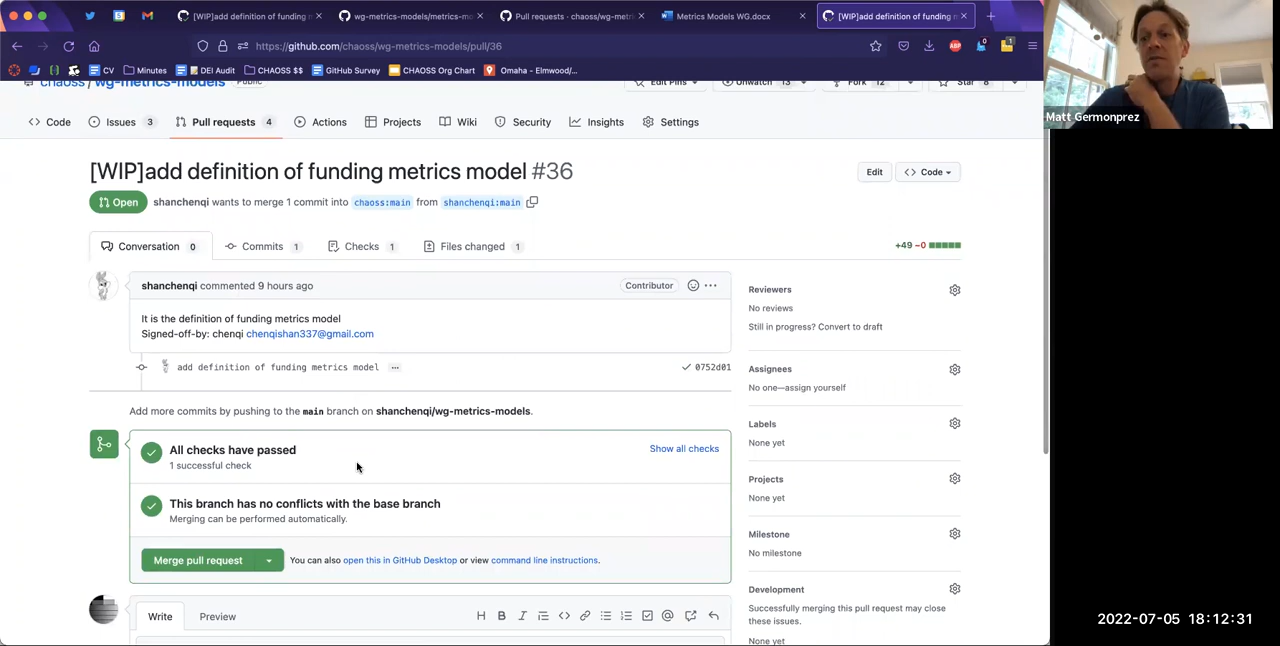 [WIP]add definition of funding m
wg-metrics-models/metrics-mo
Pull requests · chaoss/wg-metri
Metrics Models WG.docx
[WIP]add definition of funding m
https://github.com/chaoss/wg-metrics-models/pull/36
CV
Minutes
DEI Audit
CHAOSS $$
GitHub Survey
CHAOSS Org Chart
Omaha - Elmwood/...
chaoss / wg-metrics-models Public
Edit Pins
Unwatch 13
Fork 12
Star 8
Code
Issues 3
Pull requests 4
Actions
Projects
Wiki
Security
Insights
Settings
[WIP]add definition of funding metrics model #36
Edit
Code
Open
shanchenqi wants to merge 1 commit into chaoss:main from shanchenqi:main
Conversation 0
Commits 1
Checks 1
Files changed 1
+49 −0
shanchenqi commented 9 hours ago
Contributor
It is the definition of funding metrics model
Signed-off-by: chenqi chenqishan337@gmail.com
add definition of funding metrics model ...
0752d01
Add more commits by pushing to the main branch on shanchenqi/wg-metrics-models.
All checks have passed
1 successful check
Show all checks
This branch has no conflicts with the base branch
Merging can be performed automatically.
Merge pull request
You can also open this in GitHub Desktop or view command line instructions.
Write
Preview
H B I
Reviewers
No reviews
Still in progress? Convert to draft
Assignees
No one—assign yourself
Labels
None yet
Projects
None yet
Milestone
No milestone
Development
Successfully merging this pull request may close
these issues.
None yet
Matt Germonprez
2022-07-05 18:12:31